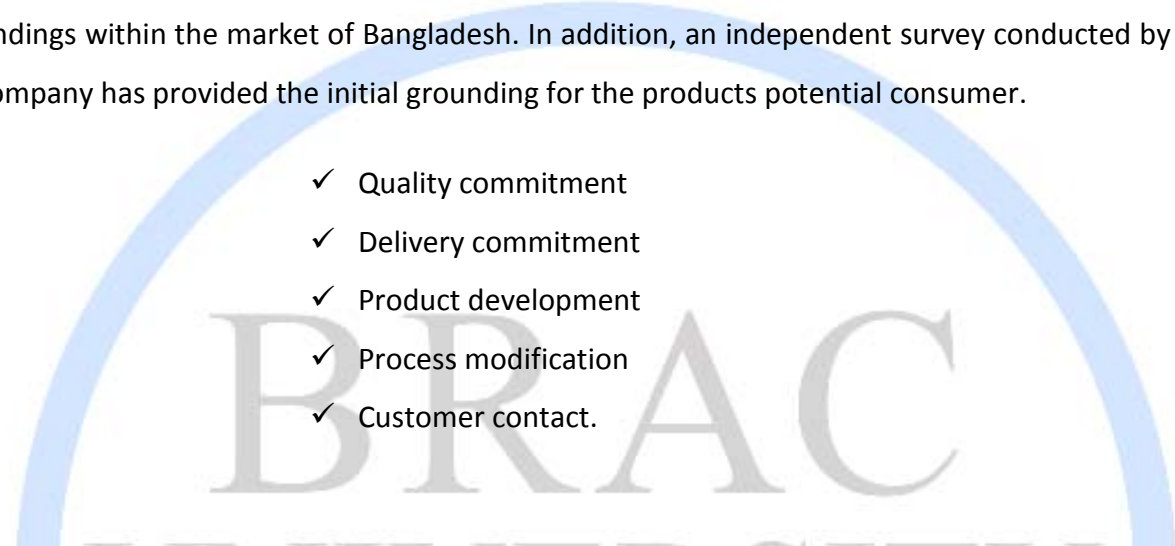 ndings within the market of Bangladesh. In addition, an independent survey conducted by
ompany has provided the initial grounding for the products potential consumer.
✓ Quality commitment
✓ Delivery commitment
✓ Product development
✓ Process modification
✓ Customer contact.
BRAC